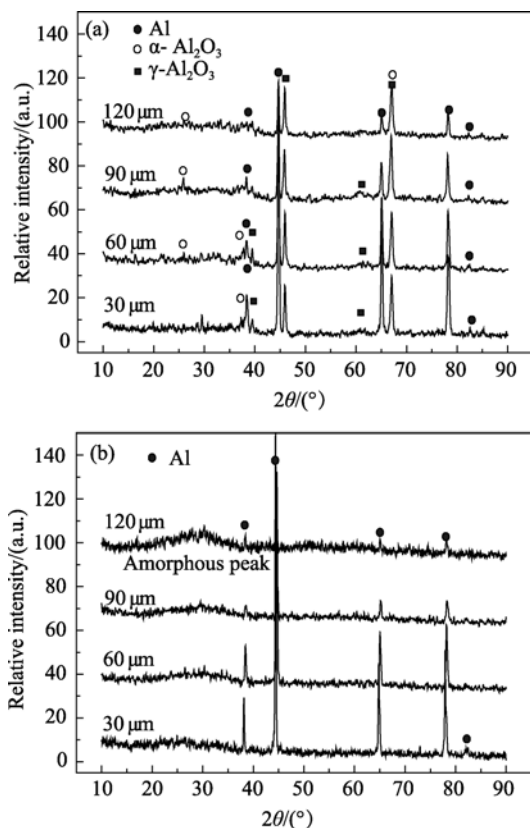 (a)
● Al
○ α- Al₂O₃
■ γ-Al₂O₃
Relative intensity/(a.u.)
140
120
100
80
60
40
20
0
120 μm
90 μm
60 μm
30 μm
10 20 30 40 50 60 70 80 90
2θ/(°)
(b)
● Al
Relative intensity/(a.u.)
140
120
100
80
60
40
20
0
120 μm
Amorphous peak
90 μm
60 μm
30 μm
10 20 30 40 50 60 70 80 90
2θ/(°)